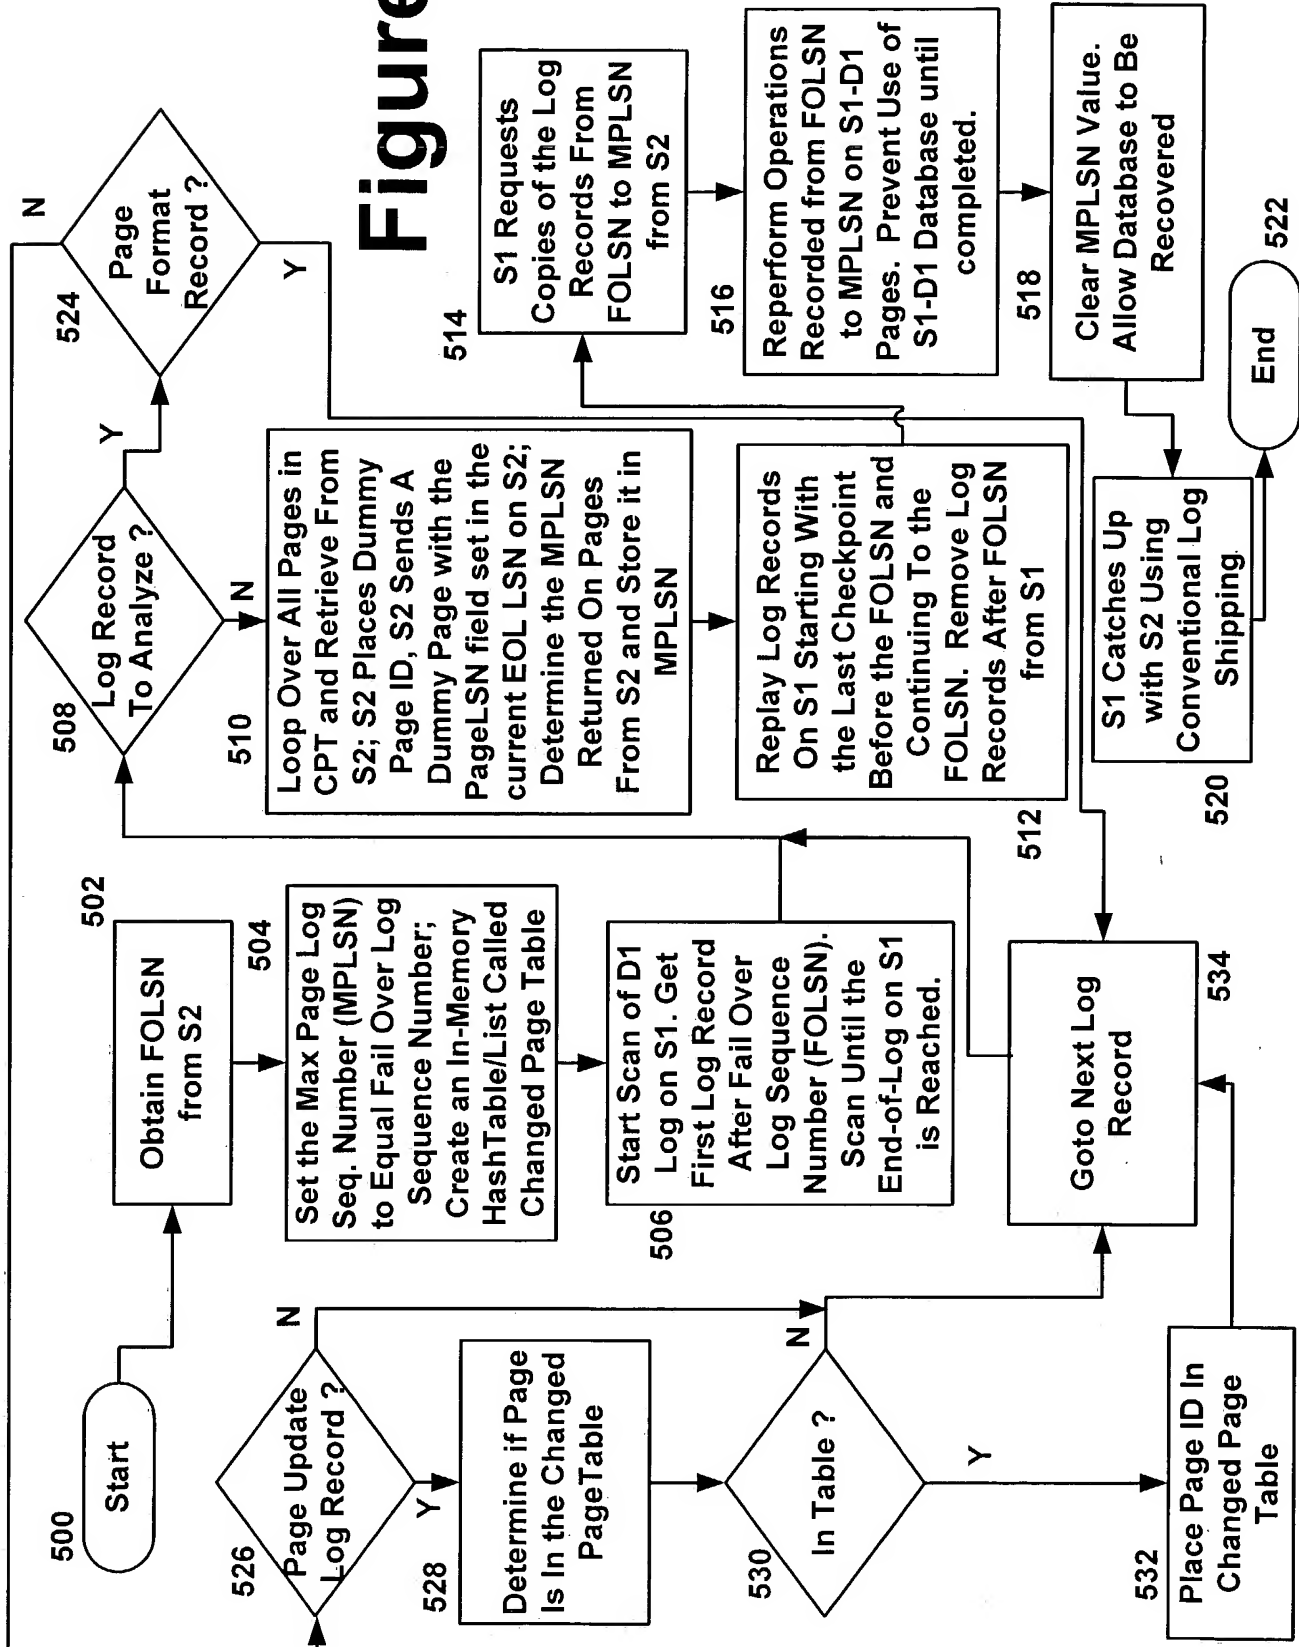 Figure
500
Start
502
Obtain FOLSN
from S2
504
Set the Max Page Log
Seq. Number (MPLSN)
to Equal Fail Over Log
Sequence Number;
Create an In-Memory
HashTable/List Called
Changed Page Table
506
Start Scan of D1
Log on S1. Get
First Log Record
After Fail Over
Log Sequence
Number (FOLSN).
Scan Until the
End-of-Log on S1
is Reached.
508
Log Record
To Analyze ?
Y
N
510
Loop Over All Pages in
CPT and Retrieve From
S2; S2 Places Dummy
Page ID, S2 Sends A
Dummy Page with the
PageLSN field set in the
current EOL LSN on S2;
Determine the MPLSN
Returned On Pages
From S2 and Store it in
MPLSN
512
Replay Log Records
On S1 Starting With
the Last Checkpoint
Before the FOLSN and
Continuing To the
FOLSN. Remove Log
Records After FOLSN
from S1
514
S1 Requests
Copies of the Log
Records From
FOLSN to MPLSN
from S2
516
Reperform Operations
Recorded from FOLSN
to MPLSN on S1-D1
Pages. Prevent Use of
S1-D1 Database until
completed.
518
Clear MPLSN Value.
Allow Database to Be
Recovered
520
S1 Catches Up
with S2 Using
Conventional Log
Shipping
End
522
524
Page
Format
Record ?
N
Y
526
Page Update
Log Record ?
N
Y
528
Determine if Page
Is In the Changed
PageTable
530
In Table ?
N
Y
532
Place Page ID In
Changed Page
Table
Goto Next Log
Record
534